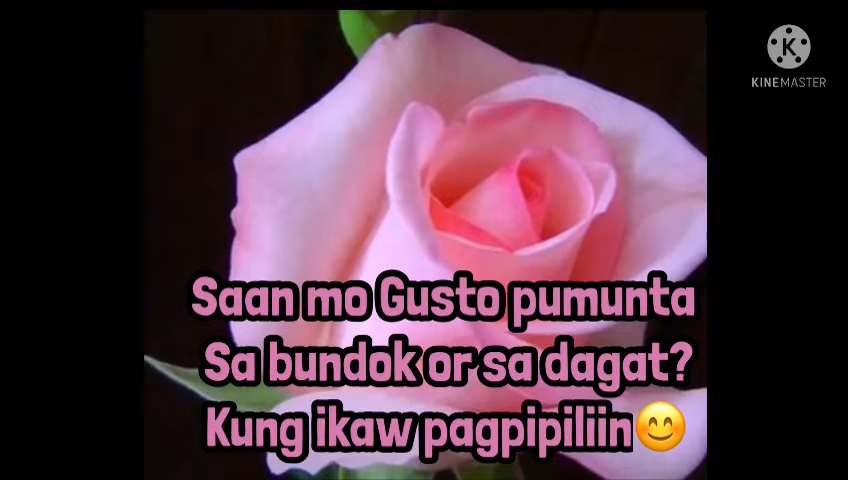 KINEMASTER
Saan mo Gusto pumunta
Sa bundok or sa dagat?
Kung ikaw pagpipiliin😊